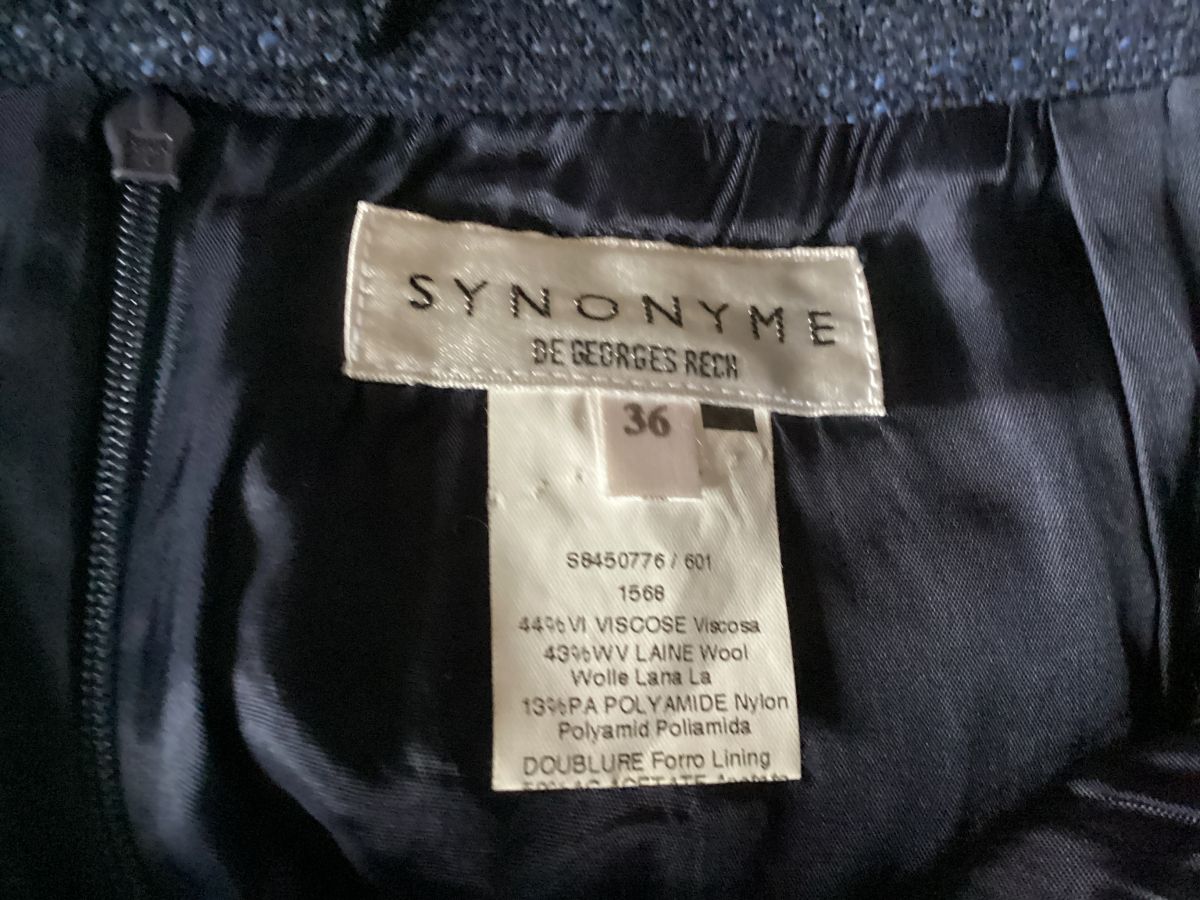 SYNONYME
DE GEORGES RECH
36
S8450776 / 601
1568
44%VI VISCOSE Viscosa
43%WV LAINE Wool
Wolle Lana La
13%PA POLYAMIDE Nylon
Polyamid Poliamida
DOUBLURE Forro Lining
ACETATE